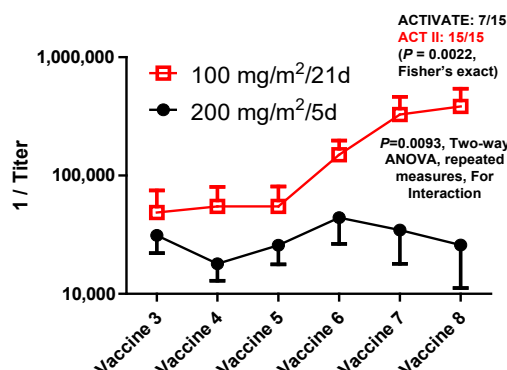 ACTIVATE: 7/15
ACT II: 15/15
(P = 0.0022,
Fisher's exact)
1,000,000
100 mg/m²/21d
200 mg/m²/5d
P=0.0093, Two-way
ANOVA, repeated
measures, For
Interaction
1 / Titer
100,000
10,000
Vaccine 3
Vaccine 4
Vaccine 5
Vaccine 6
Vaccine 7
Vaccine 8